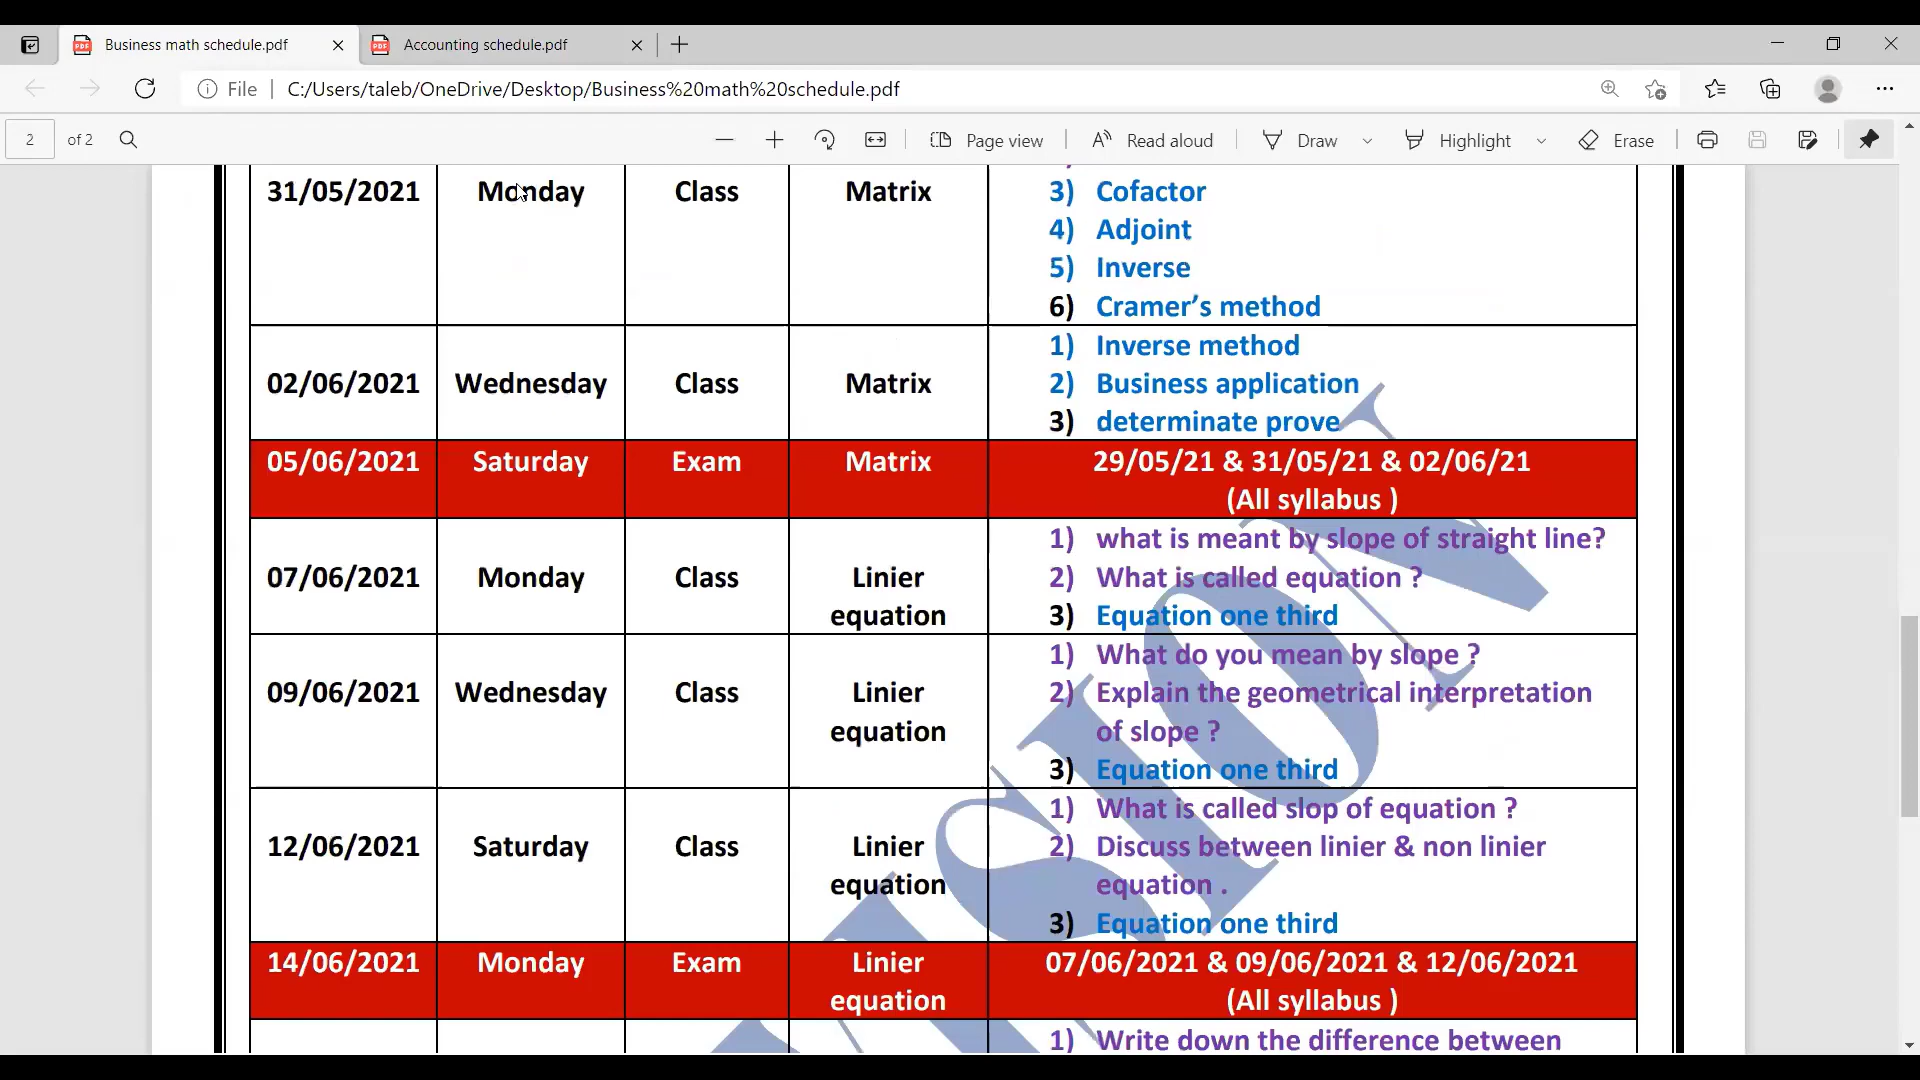 Business math schedule.pdf
Accounting schedule.pdf
File
C:/Users/taleb/OneDrive/Desktop/Business%20math%20schedule.pdf
2 of 2
Page view
Read aloud
Draw
Highlight
Erase
31/05/2021 Monday Class Matrix
3) Cofactor
4) Adjoint
5) Inverse
6) Cramer’s method
1) Inverse method
02/06/2021 Wednesday Class Matrix 2) Business application
3) determinate prove
05/06/2021 Saturday Exam Matrix 29/05/21 & 31/05/21 & 02/06/21
(All syllabus )
1) what is meant by slope of straight line?
07/06/2021 Monday Class Linier 2) What is called equation ?
equation 3) Equation one third
1) What do you mean by slope ?
09/06/2021 Wednesday Class Linier 2) Explain the geometrical interpretation
equation of slope ?
3) Equation one third
1) What is called slop of equation ?
12/06/2021 Saturday Class Linier 2) Discuss between linier & non linier
equation equation .
3) Equation one third
14/06/2021 Monday Exam Linier 07/06/2021 & 09/06/2021 & 12/06/2021
equation (All syllabus )
1) Write down the difference between